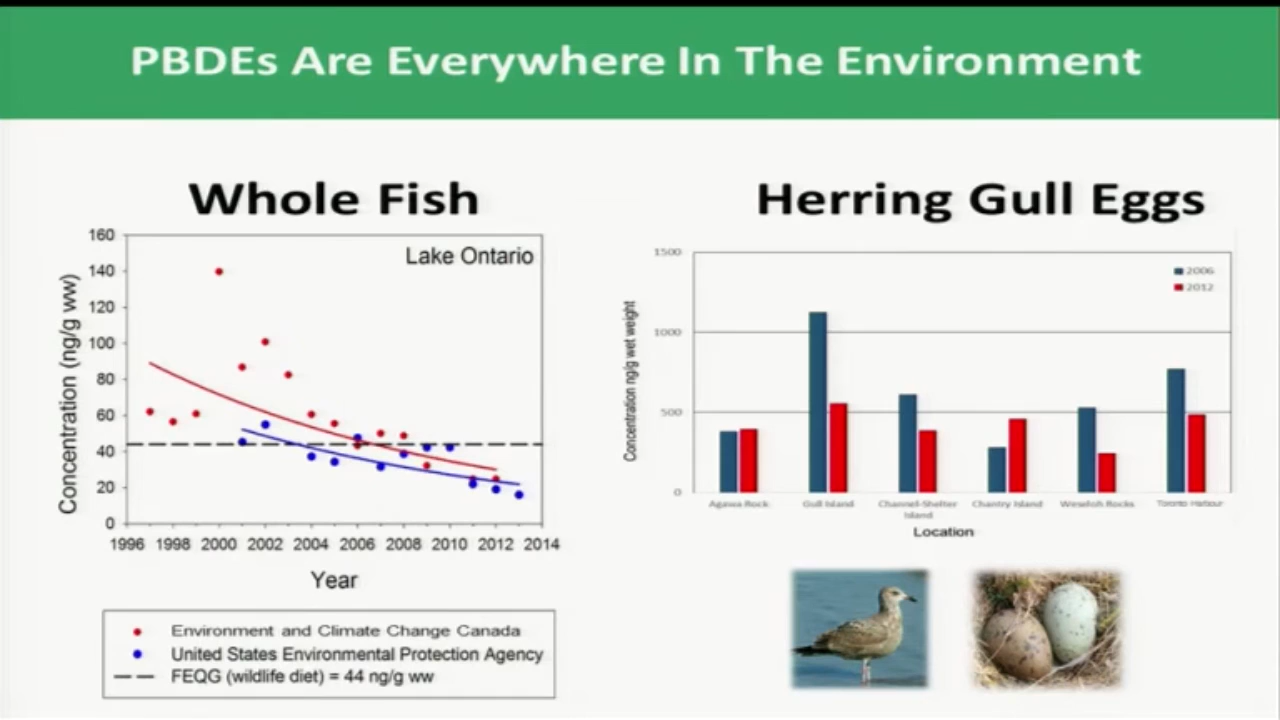 PBDEs Are Everywhere In The Environment
Whole Fish
Lake Ontario
Concentration (ng/g ww)
160
140
120
100
80
60
40
20
0
1996 1998 2000 2002 2004 2006 2008 2010 2012 2014
Year
Environment and Climate Change Canada
United States Environmental Protection Agency
FEQG (wildlife diet) = 44 ng/g ww
Herring Gull Eggs
Concentration ng/g wet weight
1500
1000
500
0
2006
2012
Agawa Rock
Gull Island
Channel-Shelter
Island
Chantry Island
Weseloh Rocks
Toronto Harbour
Location